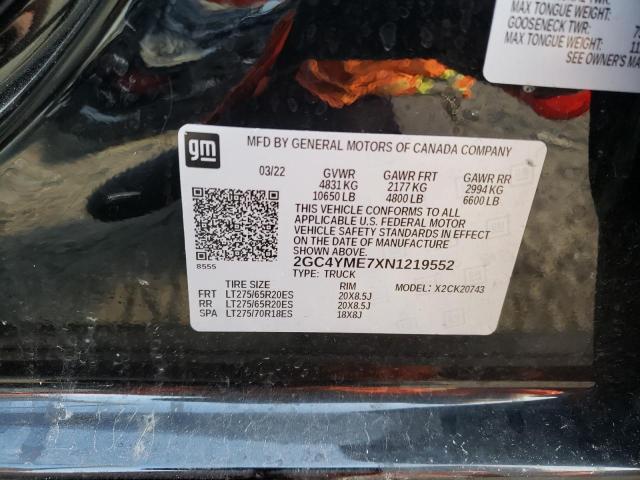 MAX TONGUE WEIGHT:
GOOSENECK TWR:
MAX TONGUE WEIGHT:
SEE OWNER'S MA
gm
MFD BY GENERAL MOTORS OF CANADA COMPANY
03/22 GVWR GAWR FRT GAWR RR
4831 KG 2177 KG 2994 KG
10650 LB 4800 LB 6600 LB
THIS VEHICLE CONFORMS TO ALL
APPLICABLE U.S. FEDERAL MOTOR
VEHICLE SAFETY STANDARDS IN
EFFECT ON THE DATE OF
MANUFACTURE SHOWN ABOVE.
2GC4YME7XN1219552
8555 TYPE: TRUCK
TIRE SIZE RIM MODEL: X2CK20743
FRT LT275/65R20ES 20X8.5J
RR LT275/65R20ES 20X8.5J
SPA LT275/70R18ES 18X8J